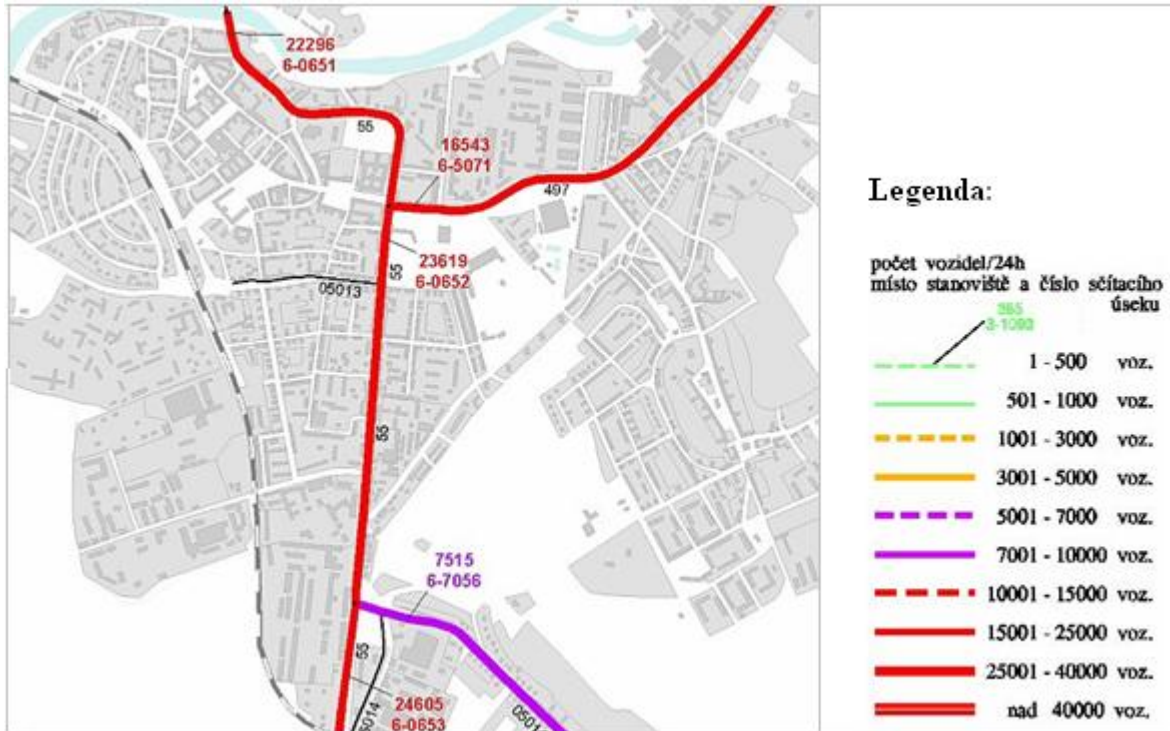 22296
6-0651
55
16543
6-5071
497
23619
6-0652
55
05013
55
7515
6-7056
55
24605
6-0653
Legenda:
počet vozidel/24h
místo stanoviště a číslo sčítacího
úseku
1 - 500 voz.
501 - 1000 voz.
1001 - 3000 voz.
3001 - 5000 voz.
5001 - 7000 voz.
7001 - 10000 voz.
10001 - 15000 voz.
15001 - 25000 voz.
25001 - 40000 voz.
nad 40000 voz.